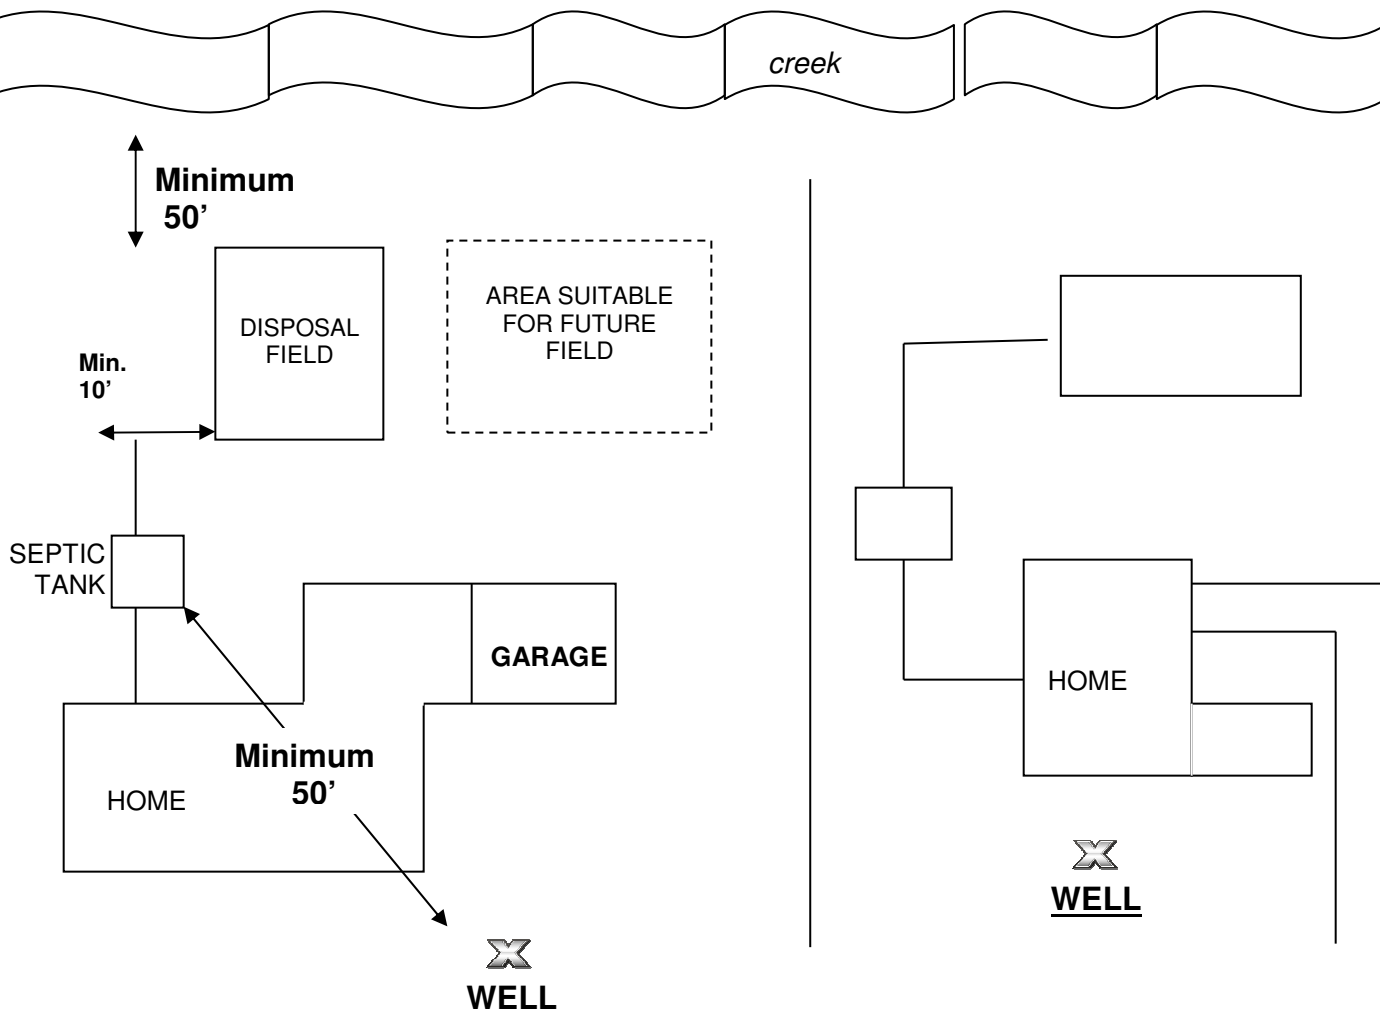 creek
Minimum
50’
AREA SUITABLE
FOR FUTURE
FIELD
DISPOSAL
FIELD
Min.
10’
SEPTIC
TANK
GARAGE
HOME
Minimum
50’
HOME
WELL
WELL